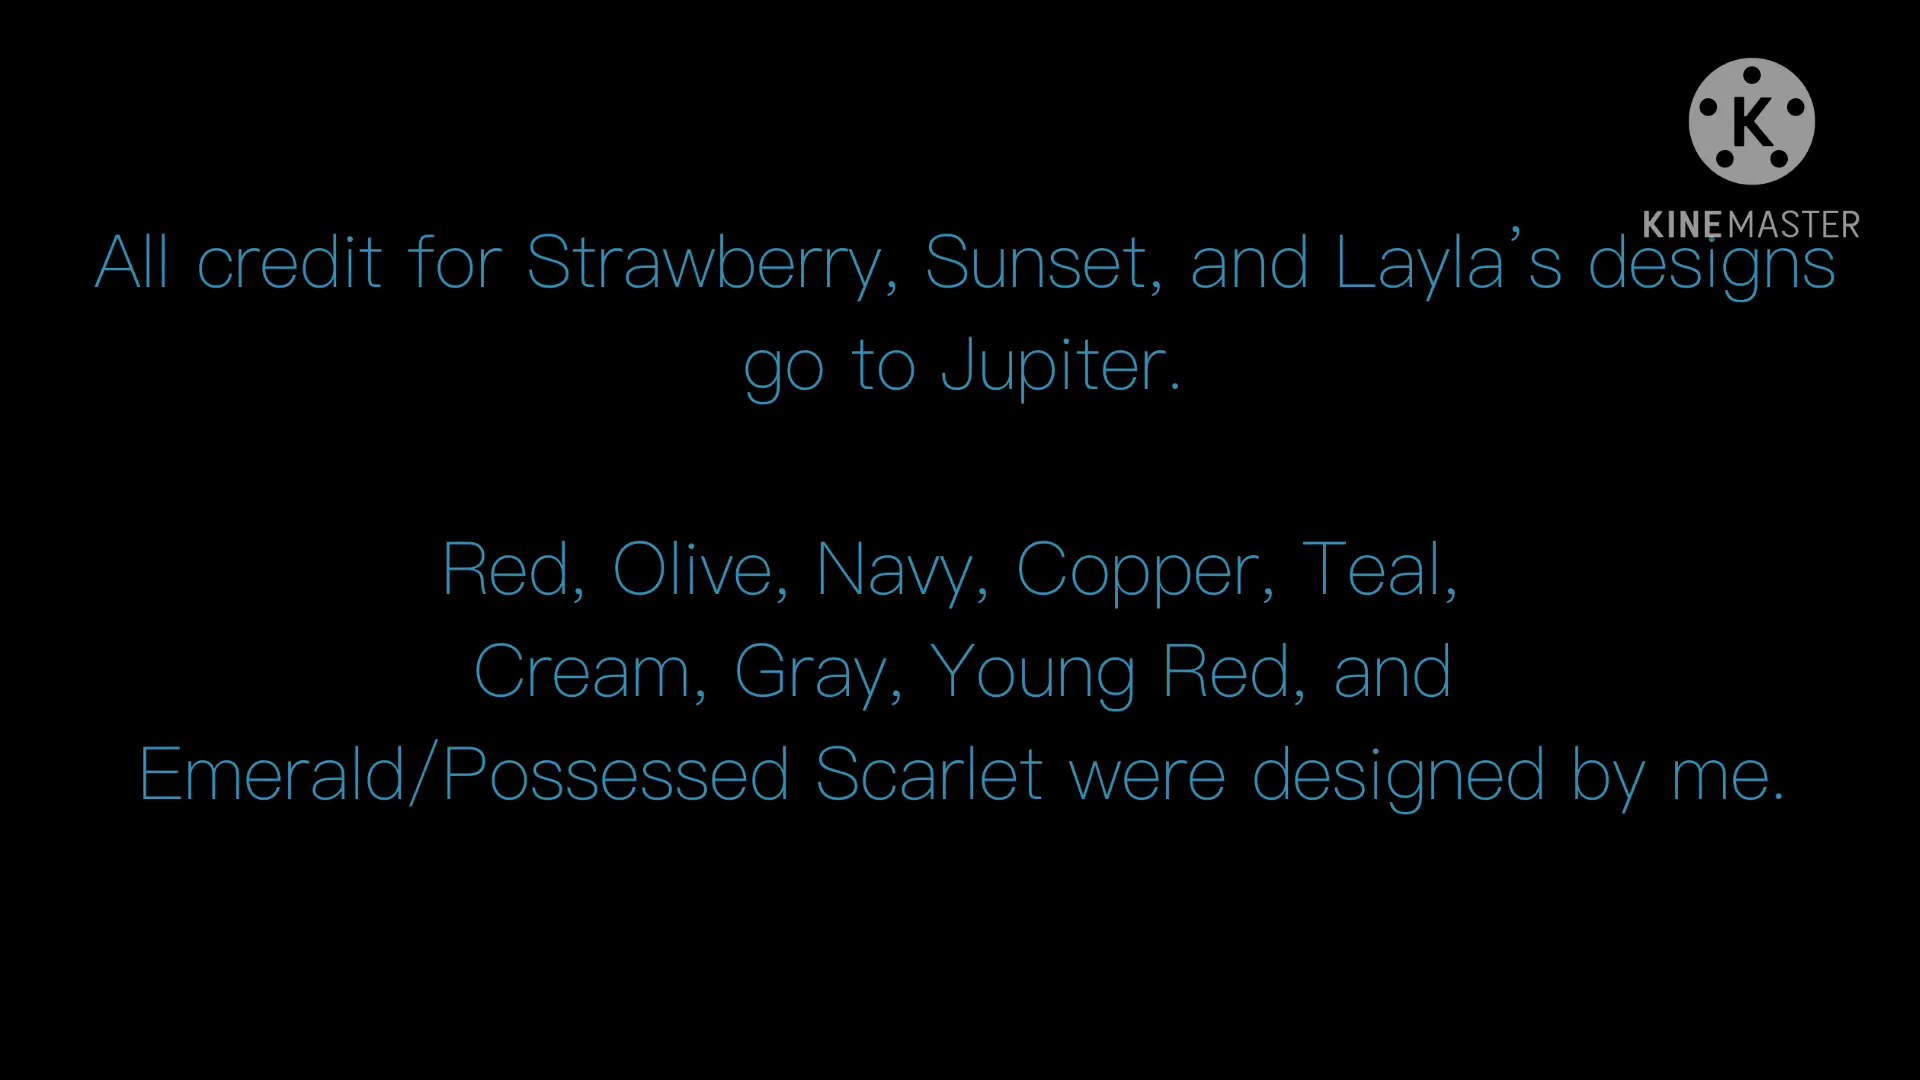 K
KINEMASTER
All credit for Strawberry, Sunset, and Layla’s designs
go to Jupiter.
Red, Olive, Navy, Copper, Teal,
Cream, Gray, Young Red, and
Emerald/Possessed Scarlet were designed by me.